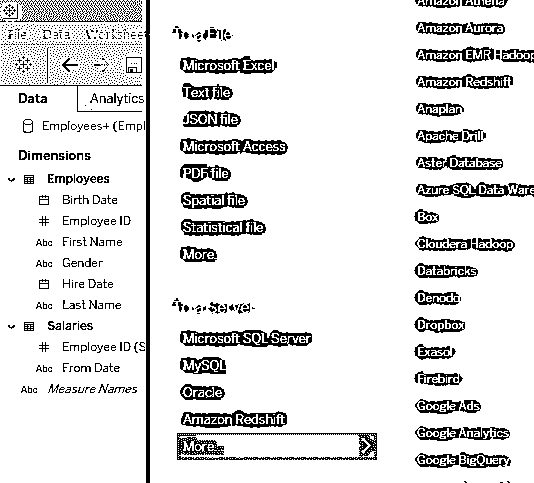 File Data Worksheet
Data Analytics
Employees+ (Empl
Dimensions
Employees
Birth Date
Employee ID
Abc First Name
Abc Gender
Hire Date
Abc Last Name
Salaries
Employee ID (S
Abc From Date
Abc Measure Names
To a File
Microsoft Excel
Text file
JSON file
Microsoft Access
PDF file
Spatial file
Statistical file
More...
To a Server
Microsoft SQL Server
MySQL
Oracle
Amazon Redshift
More...
Amazon Athena
Amazon Aurora
Amazon EMR Hadoop
Amazon Redshift
Anaplan
Apache Drill
Aster Database
Azure SQL Data Ware
Box
Cloudera Hadoop
Databricks
Denodo
Dropbox
Exasol
Firebird
Google Ads
Google Analytics
Google BigQuery